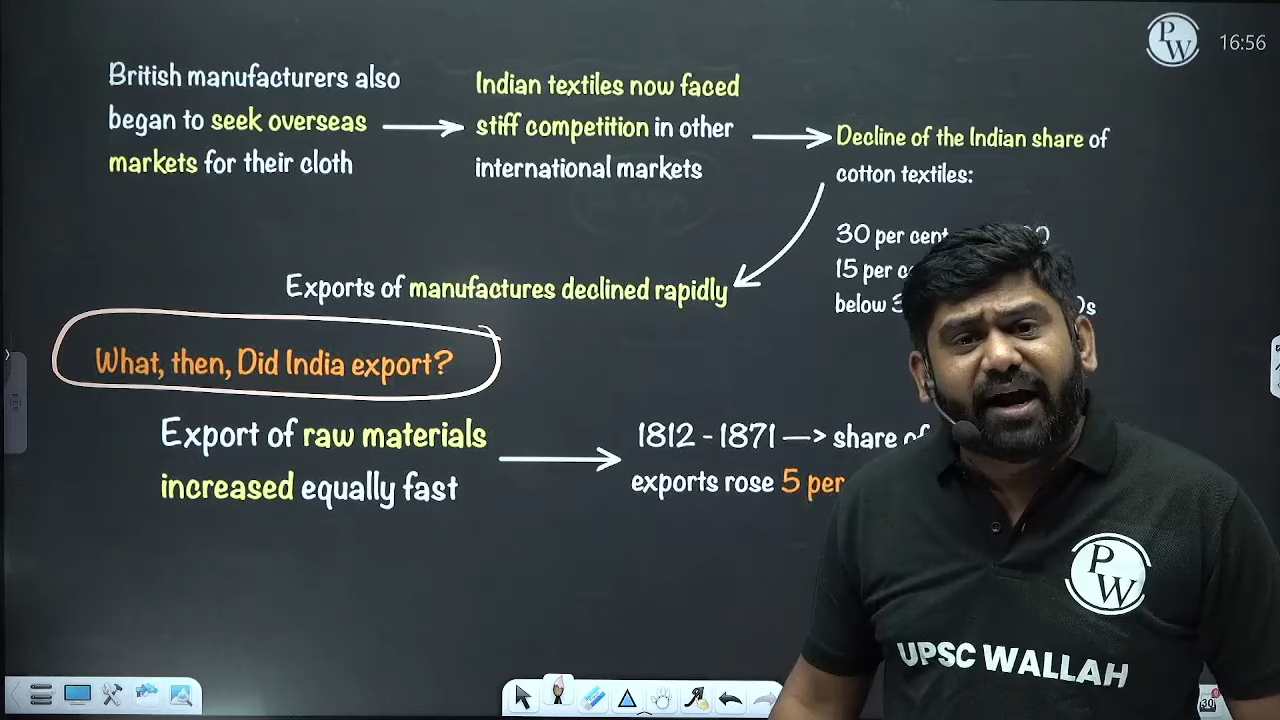 PW
16:56
British manufacturers also
began to seek overseas
markets for their cloth
Indian textiles now faced
stiff competition in other
international markets
Decline of the Indian share of
cotton textiles:
30 per cent
15 per
below 3
Exports of manufactures declined rapidly
What, then, Did India export?
Export of raw materials
increased equally fast
1812 - 1871 —> share of
exports rose 5 per
PW
UPSC WALLAH
30